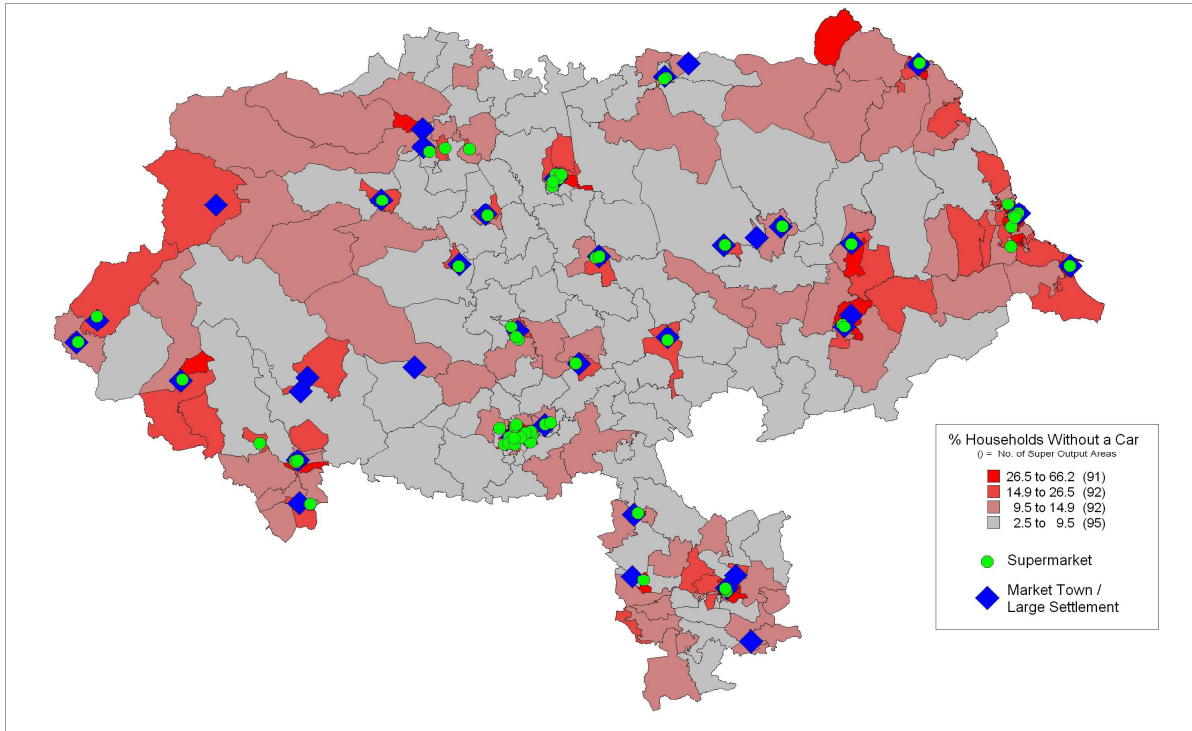 % Households Without a Car
() = No. of Super Output Areas
26.5 to 66.2 (91)
14.9 to 26.5 (92)
9.5 to 14.9 (92)
2.5 to 9.5 (95)
Supermarket
Market Town /
Large Settlement